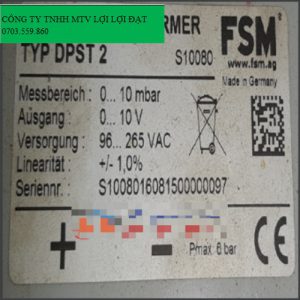 CÔNG TY TNHH MTV LỢI LỢI ĐẠT
0703.559.860
RMER
FSM
www.fsm.ag
Made in Germany
TYP DPST 2 S10080
Messbereich : 0... 10 mbar
Ausgang : 0... 10 V
Versorgung : 96... 265 VAC
Linearität : +/- 1,0%
Seriennr. : S1008016081500000097
+ - Pmax 6 bar
CE